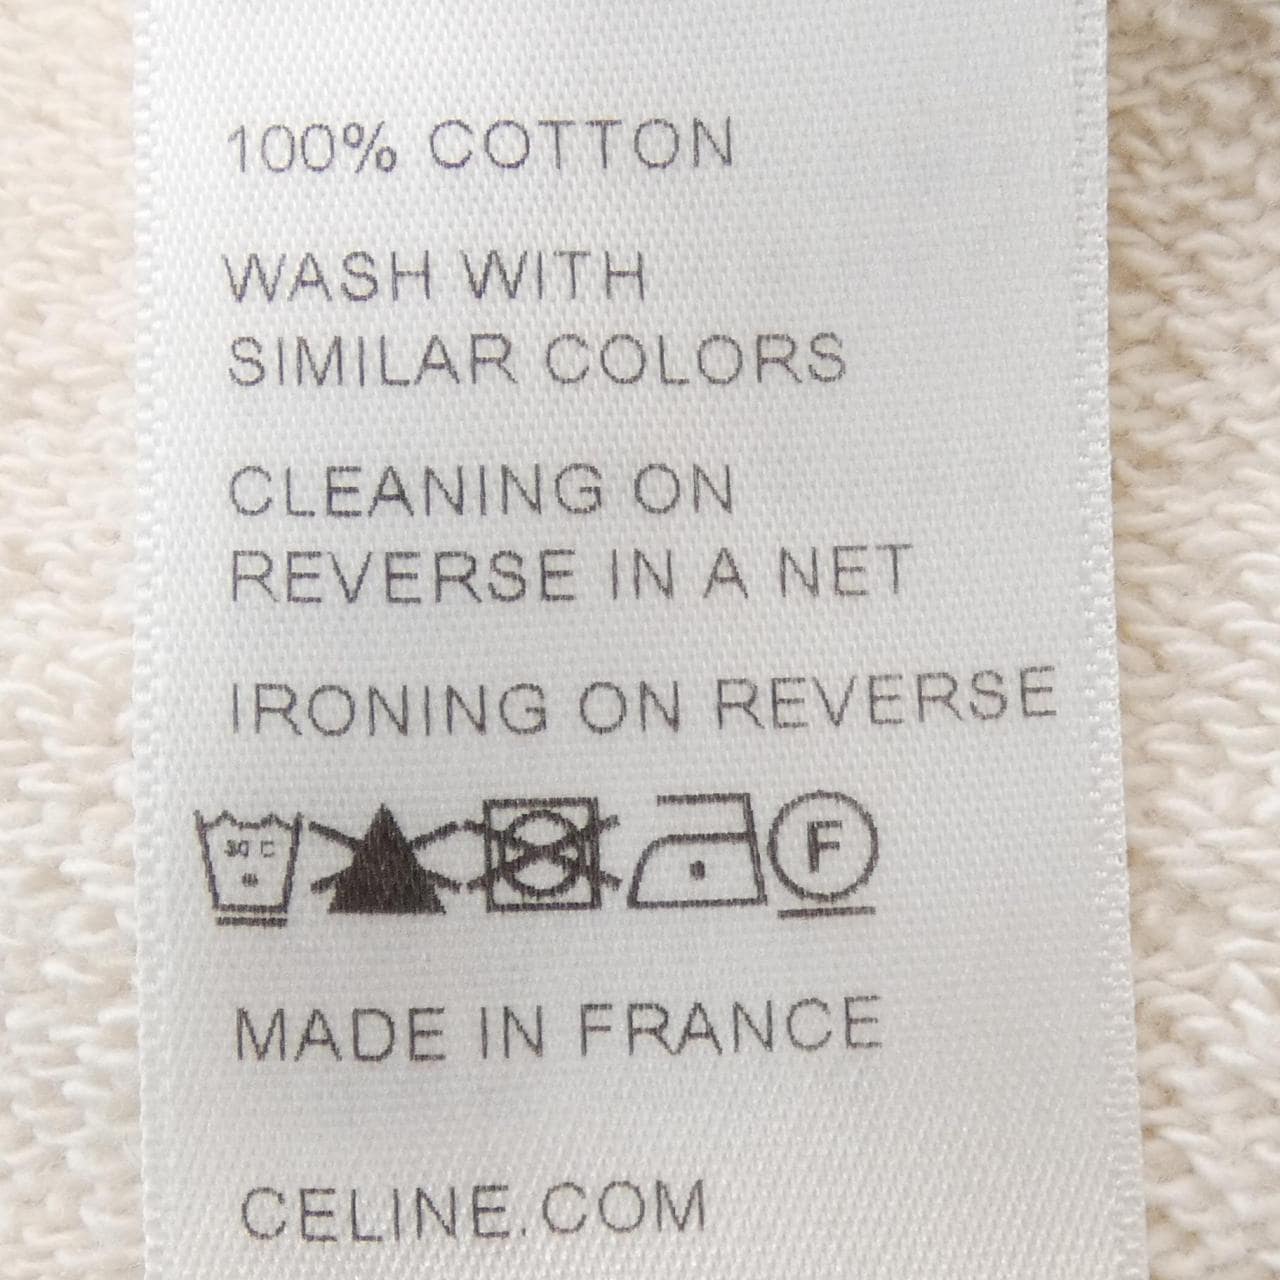 100% COTTON
WASH WITH
SIMILAR COLORS
CLEANING ON
REVERSE IN A NET
IRONING ON REVERSE
30 C
F
MADE IN FRANCE
CELINE.COM